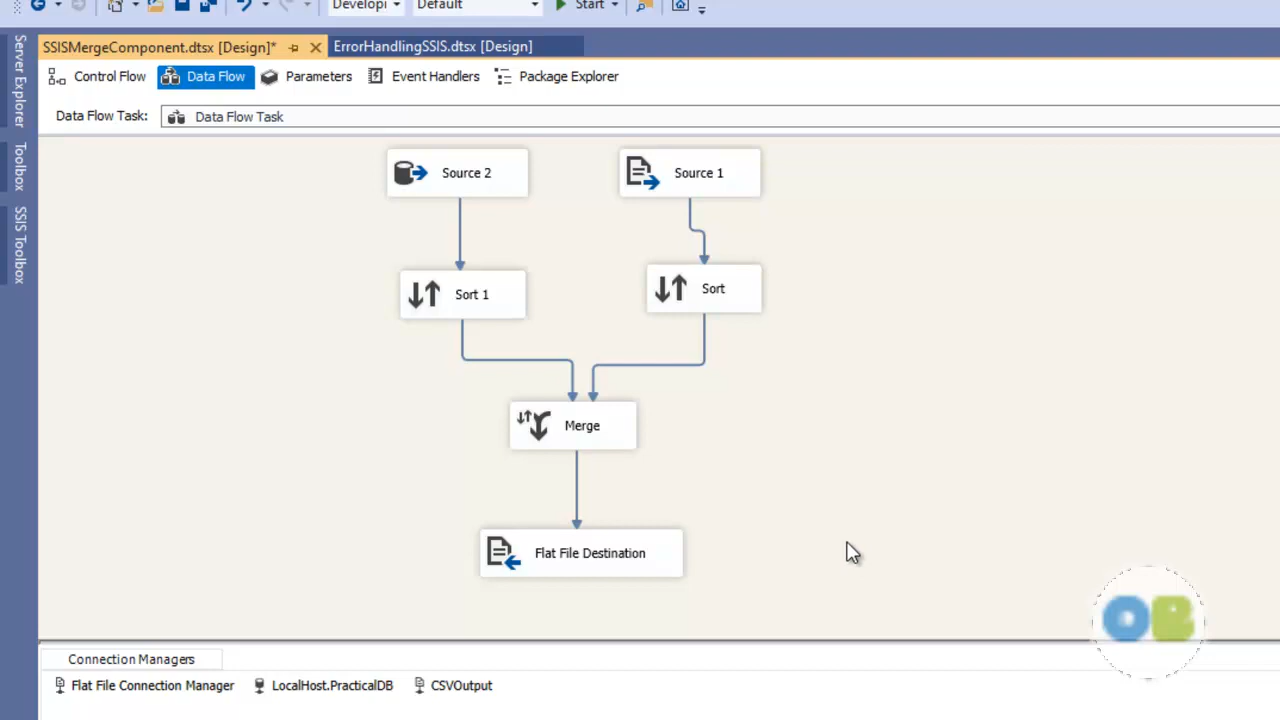 Developi Default Start
SSISMergeComponent.dtsx [Design]* ErrorHandlingSSIS.dtsx [Design]
Server Explorer
Toolbox
SSIS Toolbox
Control Flow Data Flow Parameters Event Handlers Package Explorer
Data Flow Task: Data Flow Task
Source 2 Source 1
Sort 1 Sort
Merge
Flat File Destination
OB
Connection Managers
Flat File Connection Manager LocalHost.PracticalDB CSVOutput